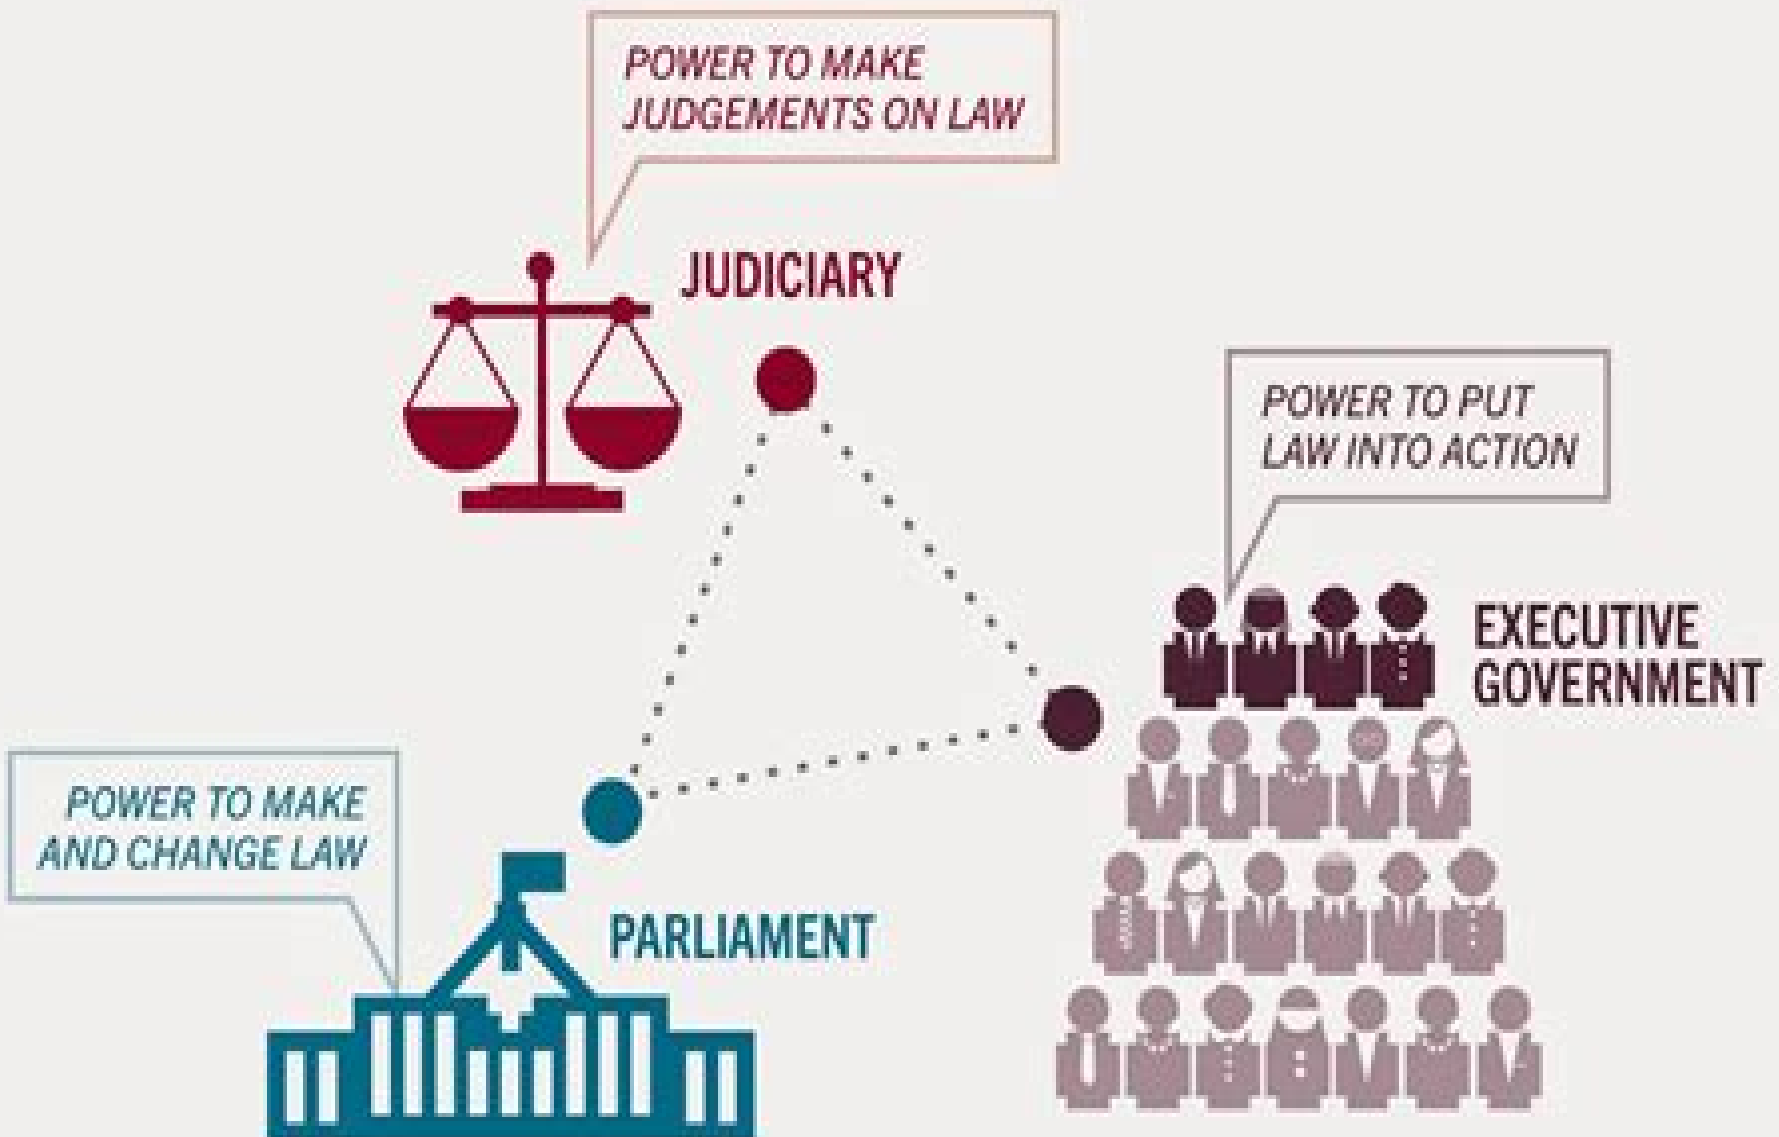 POWER TO MAKE
JUDGEMENTS ON LAW
JUDICIARY
POWER TO PUT
LAW INTO ACTION
EXECUTIVE
GOVERNMENT
POWER TO MAKE
AND CHANGE LAW
PARLIAMENT